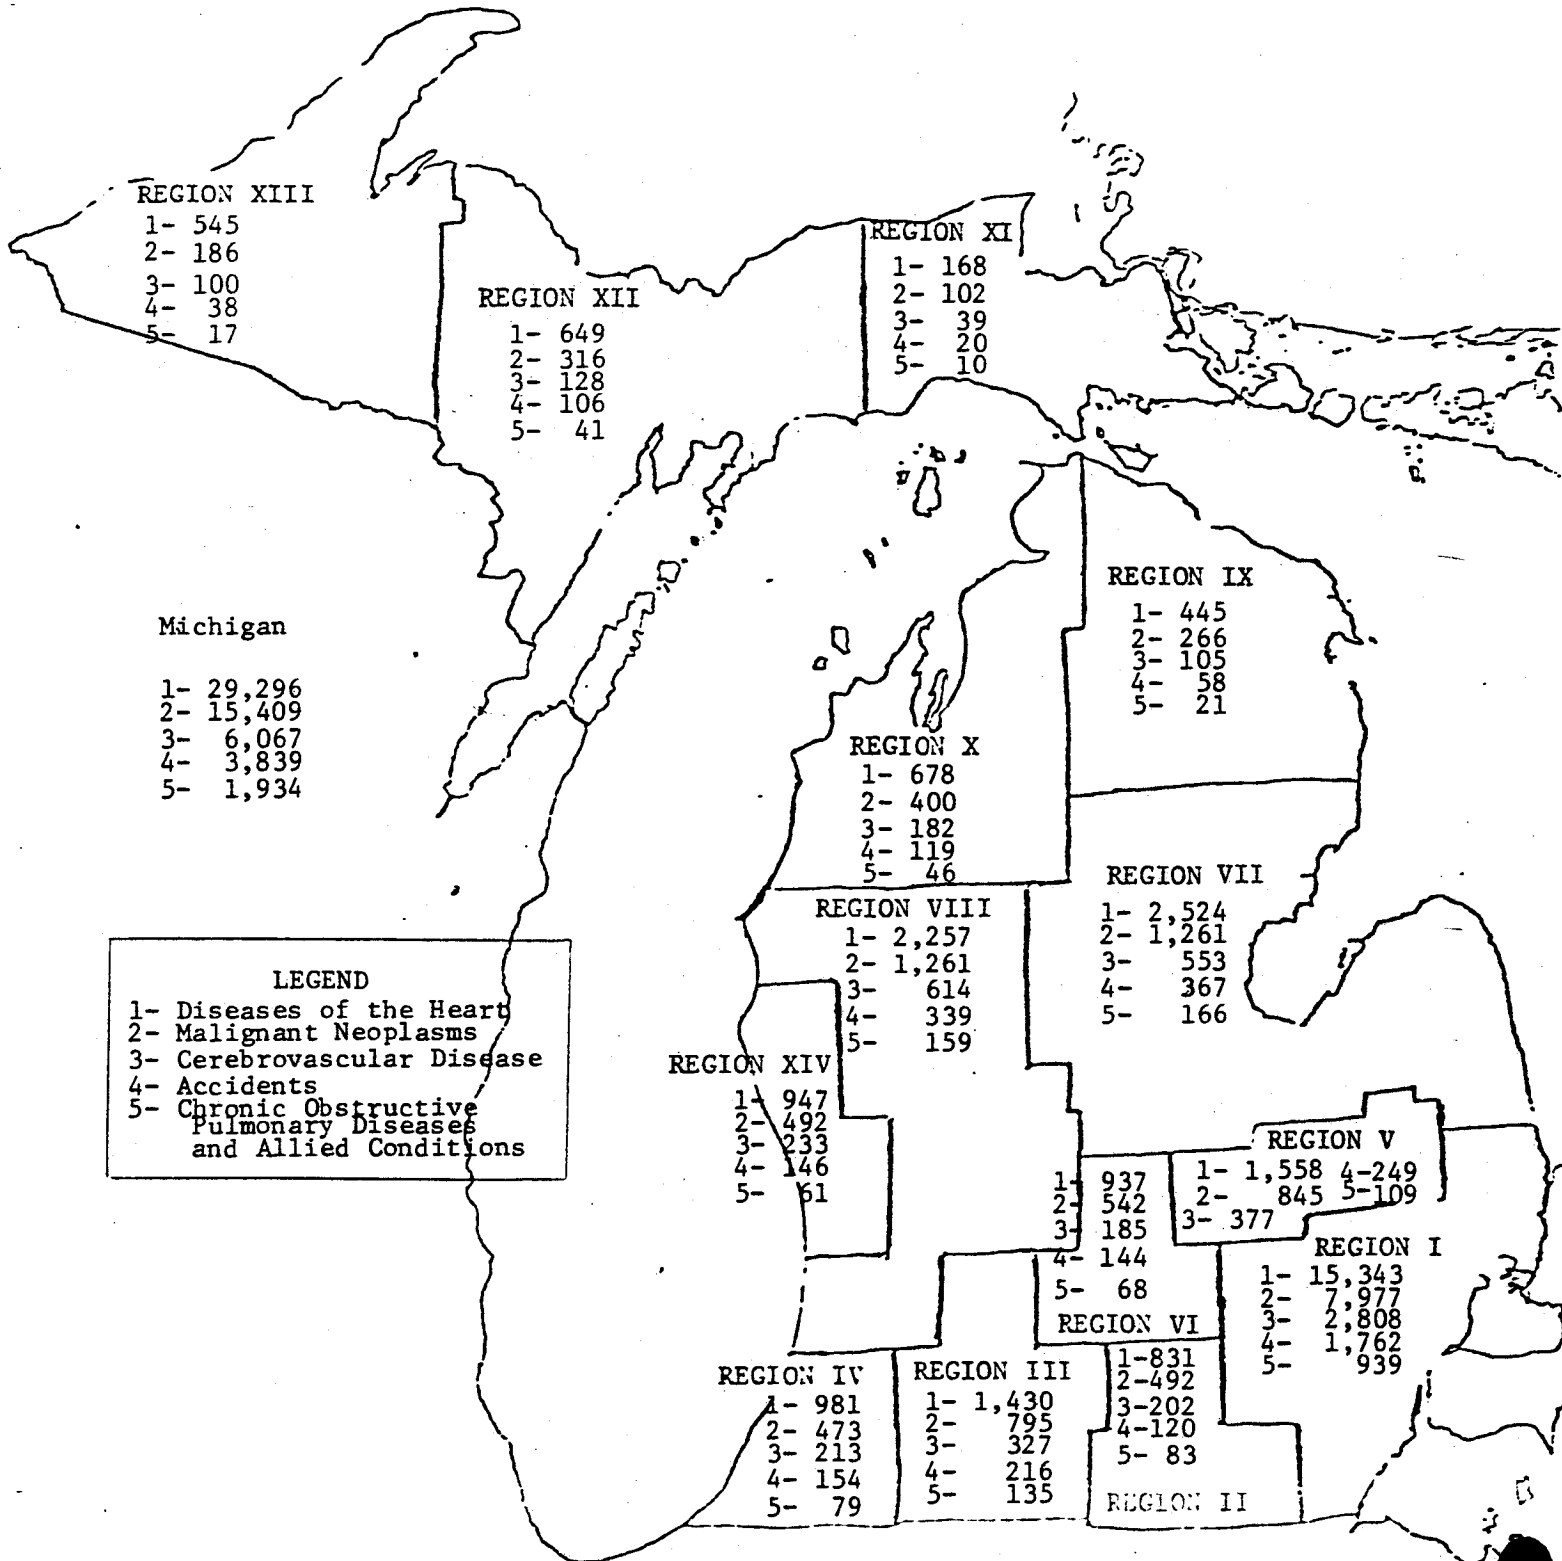 REGION XIII
1- 545
2- 186
3- 100
4- 38
5- 17
REGION XII
1- 649
2- 316
3- 128
4- 106
5- 41
REGION XI
1- 168
2- 102
3- 39
4- 20
5- 10
REGION IX
1- 445
2- 266
3- 105
4- 58
5- 21
Michigan
1- 29,296
2- 15,409
3- 6,067
4- 3,839
5- 1,934
REGION X
1- 678
2- 400
3- 182
4- 119
5- 46
REGION VII
1- 2,524
2- 1,261
3- 553
4- 367
5- 166
REGION VIII
1- 2,257
2- 1,261
3- 614
4- 339
5- 159
LEGEND
1- Diseases of the Heart
2- Malignant Neoplasms
3- Cerebrovascular Disease
4- Accidents
5- Chronic Obstructive
Pulmonary Diseases
and Allied Conditions
REGION XIV
1- 947
2- 492
3- 233
4- 146
5- 61
REGION V
1- 1,558 4-249
2- 845 5-109
3- 377
1- 937
2- 542
3- 185
4- 144
5- 68
REGION VI
REGION I
1- 15,343
2- 7,977
3- 2,808
4- 1,762
5- 939
REGION IV
1- 981
2- 473
3- 213
4- 154
5- 79
REGION III
1- 1,430
2- 795
3- 327
4- 216
5- 135
1-831
2-492
3-202
4-120
5- 83
REGION II